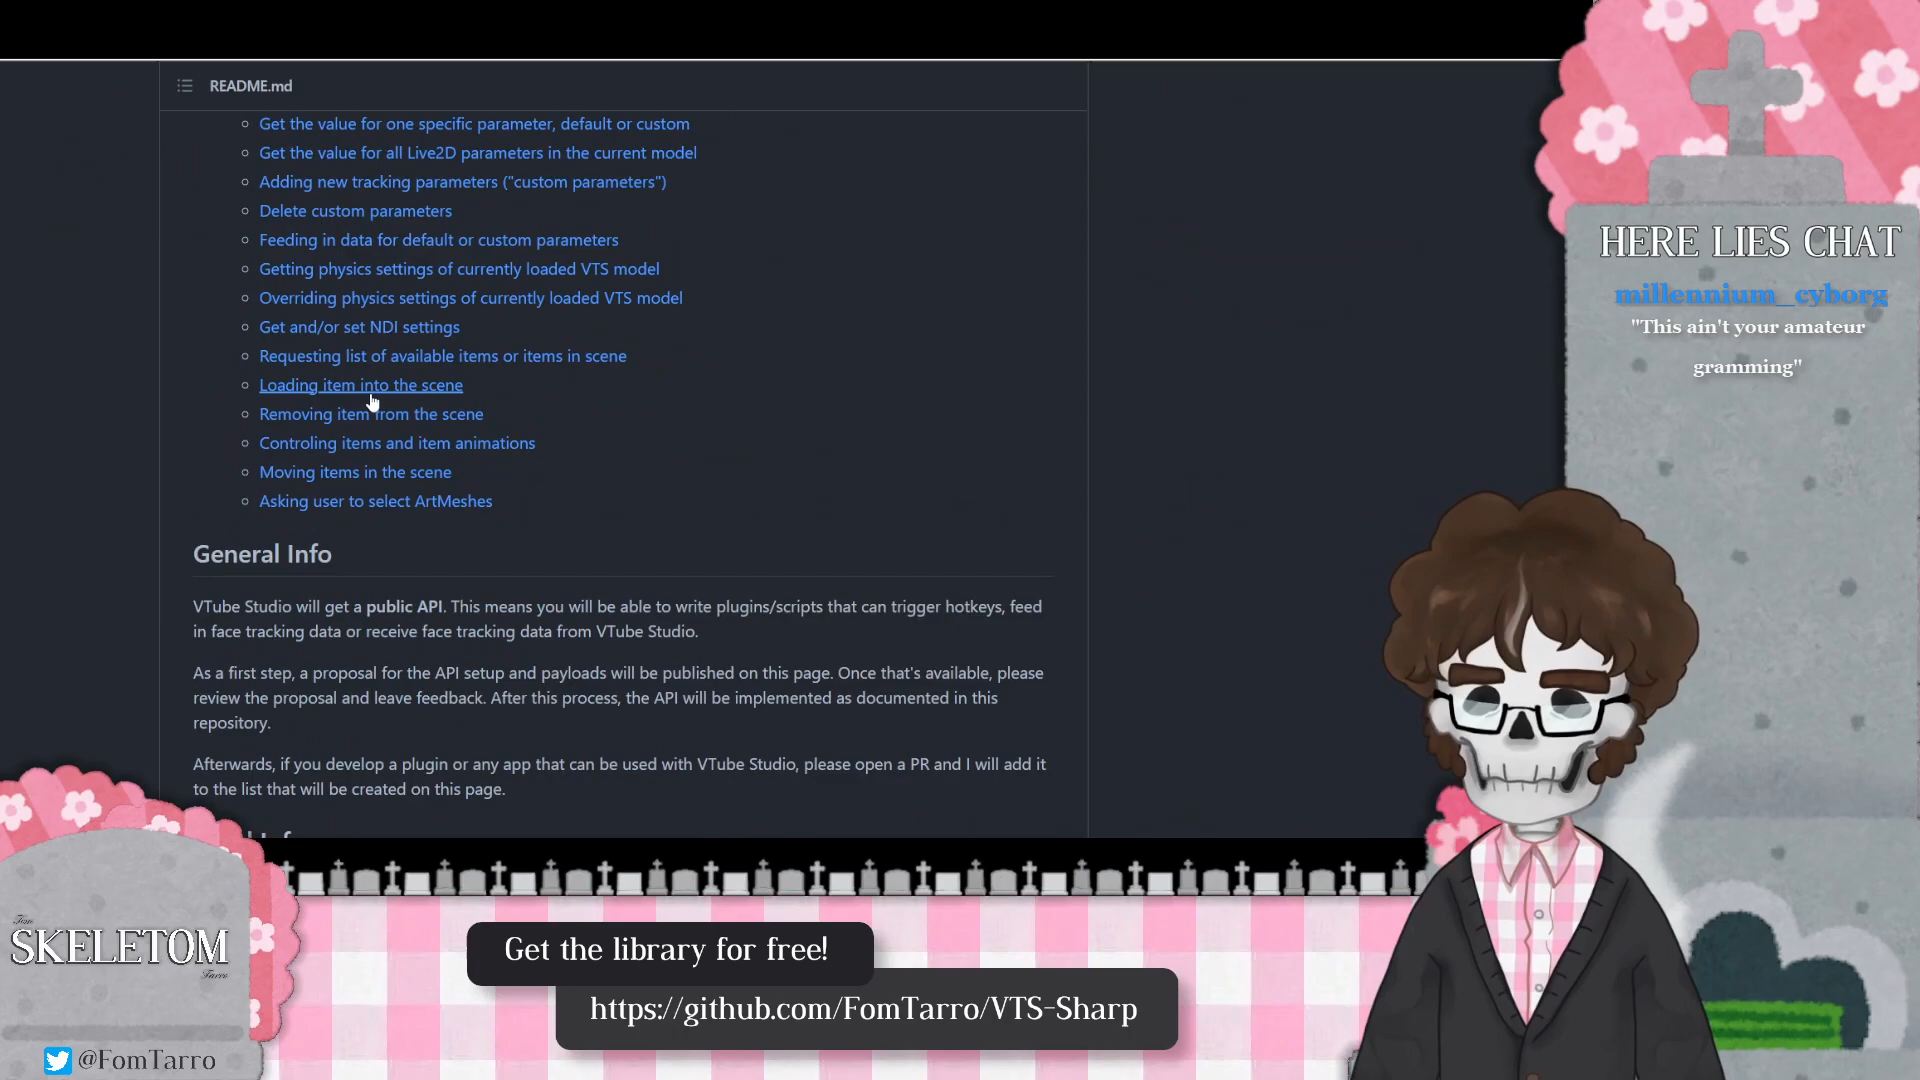 README.md
Get the value for one specific parameter, default or custom
Get the value for all Live2D parameters in the current model
Adding new tracking parameters ("custom parameters")
Delete custom parameters
Feeding in data for default or custom parameters
Getting physics settings of currently loaded VTS model
Overriding physics settings of currently loaded VTS model
Get and/or set NDI settings
Requesting list of available items or items in scene
Loading item into the scene
Removing item from the scene
Controling items and item animations
Moving items in the scene
Asking user to select ArtMeshes
General Info
VTube Studio will get a public API. This means you will be able to write plugins/scripts that can trigger hotkeys, feed
in face tracking data or receive face tracking data from VTube Studio.
As a first step, a proposal for the API setup and payloads will be published on this page. Once that's available, please
review the proposal and leave feedback. After this process, the API will be implemented as documented in this
repository.
Afterwards, if you develop a plugin or any app that can be used with VTube Studio, please open a PR and I will add it
to the list that will be created on this page.
HERE LIES CHAT
millennium_cyborg
"This ain't your amateur
gramming"
Tom
SKELETOM
Tarro
@FomTarro
Get the library for free!
https://github.com/FomTarro/VTS-Sharp